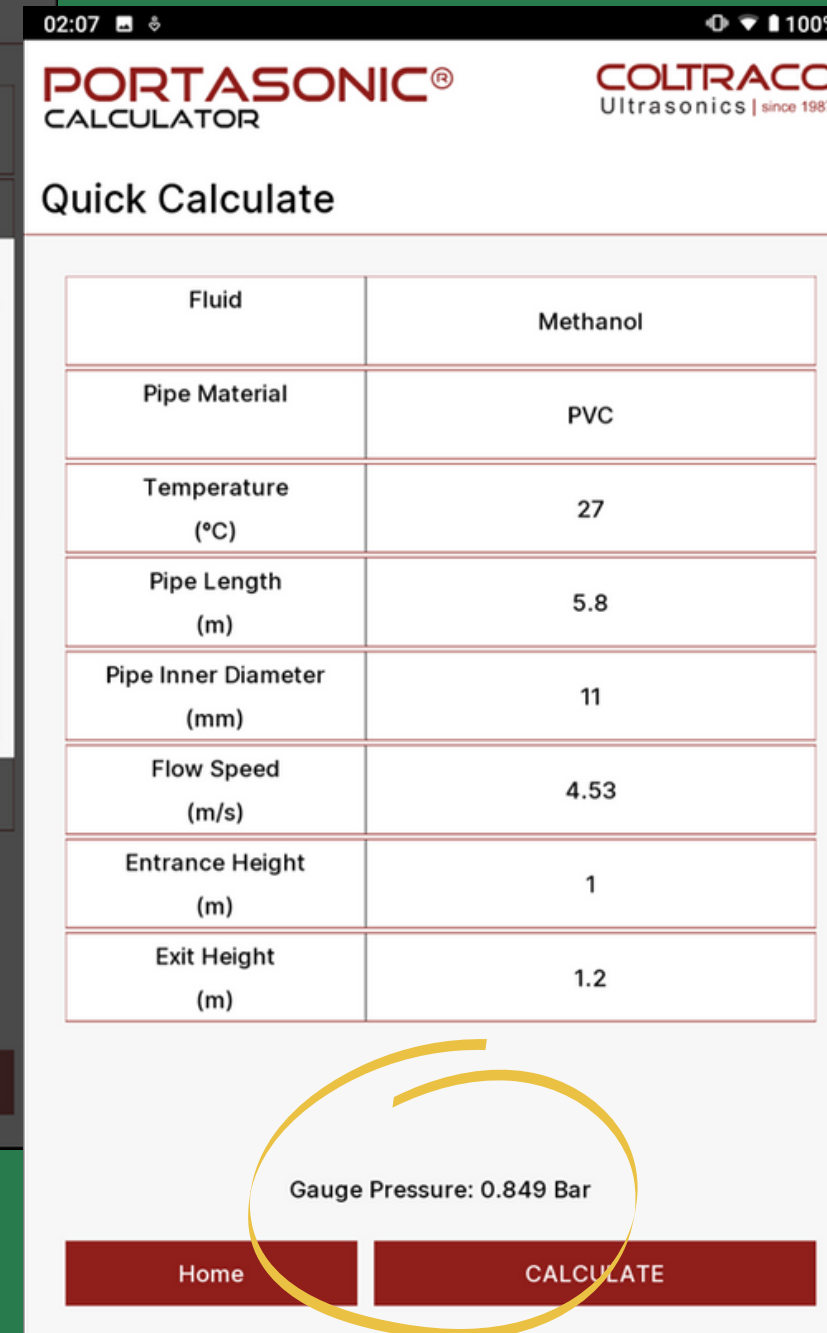 02:07
100%
PORTASONIC®
CALCULATOR
COLTRACO
Ultrasonics | since 1987
Quick Calculate
Fluid
Methanol
Pipe Material
PVC
Temperature
(°C)
27
Pipe Length
(m)
5.8
Pipe Inner Diameter
(mm)
11
Flow Speed
(m/s)
4.53
Entrance Height
(m)
1
Exit Height
(m)
1.2
Gauge Pressure: 0.849 Bar
Home
CALCULATE